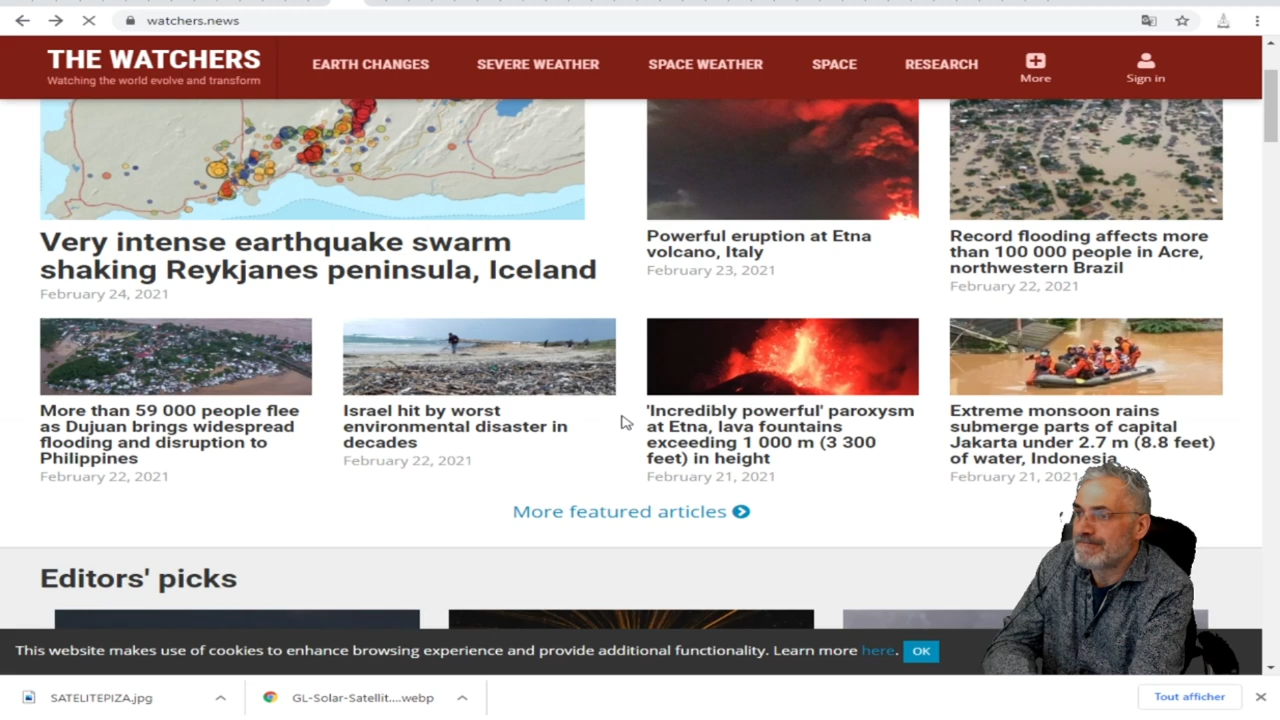 watchers.news
THE WATCHERS
Watching the world evolve and transform
EARTH CHANGES
SEVERE WEATHER
SPACE WEATHER
SPACE
RESEARCH
More
Sign in
Very intense earthquake swarm
shaking Reykjanes peninsula, Iceland
February 24, 2021
Powerful eruption at Etna
volcano, Italy
February 23, 2021
Record flooding affects more
than 100 000 people in Acre,
northwestern Brazil
February 22, 2021
More than 59 000 people flee
as Dujuan brings widespread
flooding and disruption to
Philippines
February 22, 2021
Israel hit by worst
environmental disaster in
decades
February 22, 2021
'Incredibly powerful' paroxysm
at Etna, lava fountains
exceeding 1 000 m (3 300
feet) in height
February 21, 2021
Extreme monsoon rains
submerge parts of capital
Jakarta under 2.7 m (8.8 feet)
of water, Indonesia
February 21, 2021
More featured articles
Editors' picks
This website makes use of cookies to enhance browsing experience and provide additional functionality. Learn more here.
OK
SATELITEPIZA.jpg
GL-Solar-Satellit....webp
Tout afficher